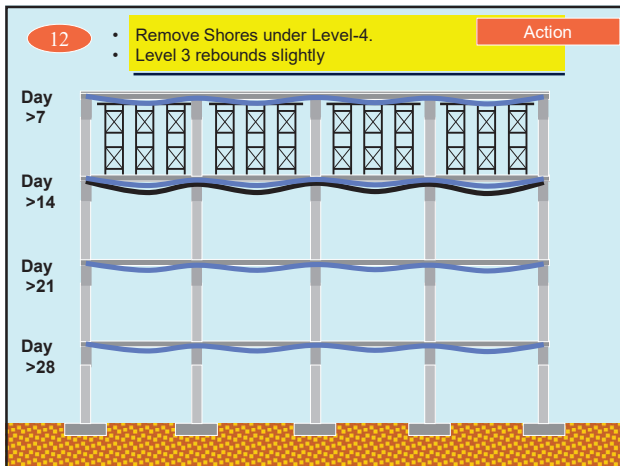 12
• Remove Shores under Level-4.
• Level 3 rebounds slightly
Action
Day
>7
Day
>14
Day
>21
Day
>28